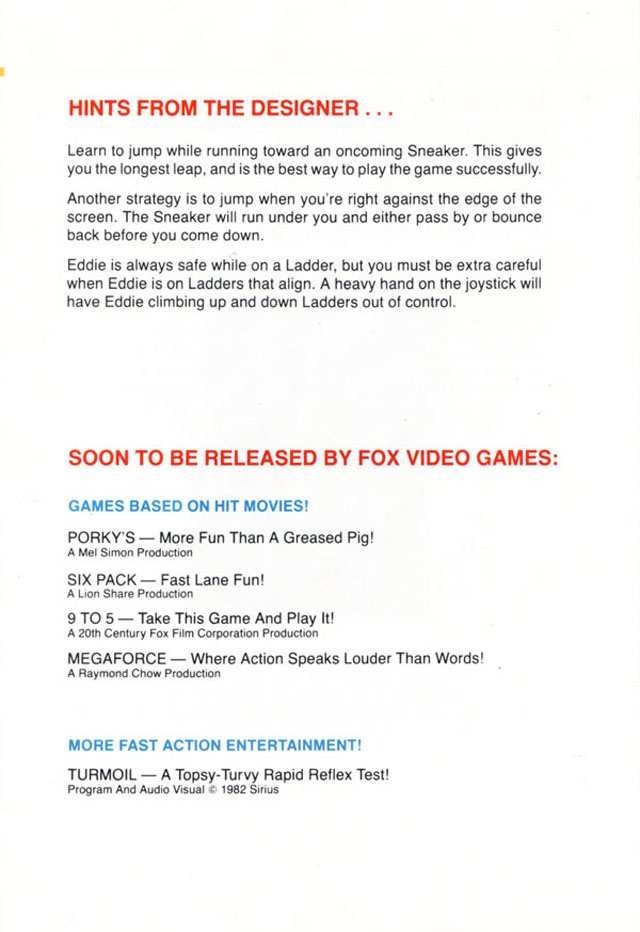 HINTS FROM THE DESIGNER . . .
Learn to jump while running toward an oncoming Sneaker. This gives
you the longest leap, and is the best way to play the game successfully.
Another strategy is to jump when you're right against the edge of the
screen. The Sneaker will run under you and either pass by or bounce
back before you come down.
Eddie is always safe while on a Ladder, but you must be extra careful
when Eddie is on Ladders that align. A heavy hand on the joystick will
have Eddie climbing up and down Ladders out of control.
SOON TO BE RELEASED BY FOX VIDEO GAMES:
GAMES BASED ON HIT MOVIES!
PORKY'S — More Fun Than A Greased Pig!
A Mel Simon Production
SIX PACK — Fast Lane Fun!
A Lion Share Production
9 TO 5 — Take This Game And Play It!
A 20th Century Fox Film Corporation Production
MEGAFORCE — Where Action Speaks Louder Than Words!
A Raymond Chow Production
MORE FAST ACTION ENTERTAINMENT!
TURMOIL — A Topsy-Turvy Rapid Reflex Test!
Program And Audio Visual © 1982 Sirius